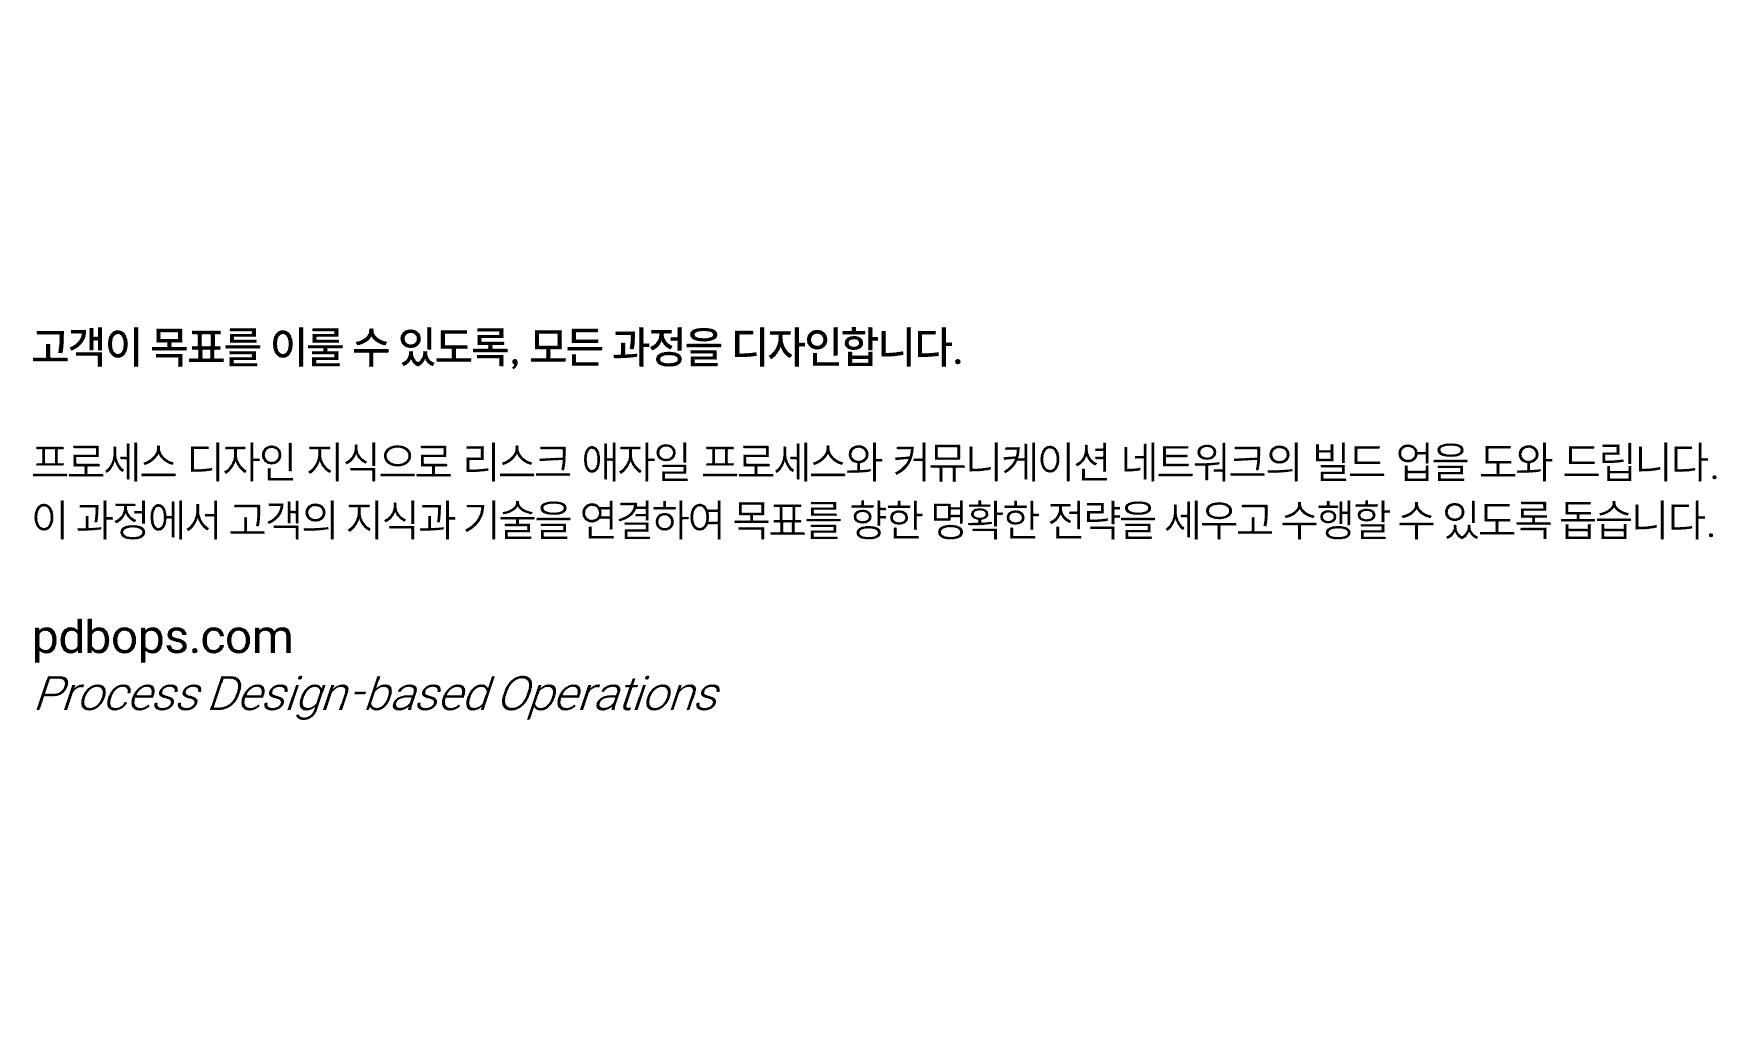 고객이 목표를 이룰 수 있도록, 모든 과정을 디자인합니다.
프로세스 디자인 지식으로 리스크 애자일 프로세스와 커뮤니케이션 네트워크의 빌드 업을 도와 드립니다.
이 과정에서 고객의 지식과 기술을 연결하여 목표를 향한 명확한 전략을 세우고 수행할 수 있도록 돕습니다.
pdbops.com
Process Design-based Operations